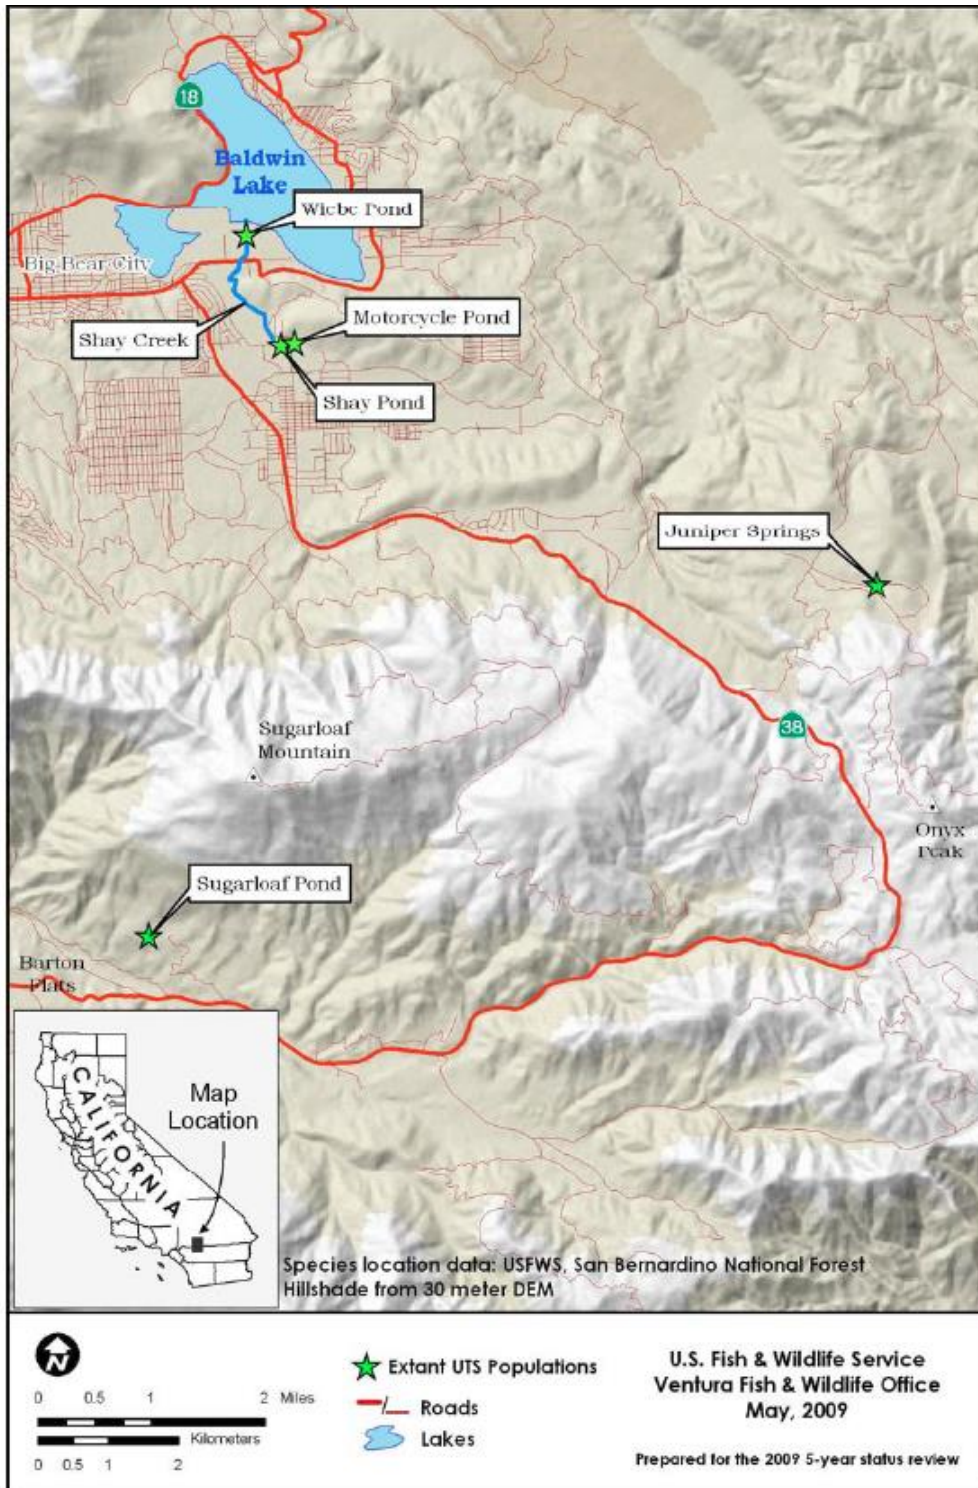 18
Baldwin
Lake
Wiebe Pond
Big Bear City
Motorcycle Pond
Shay Creek
Shay Pond
Juniper Springs
Sugarloaf
Mountain
38
Onyx
Peak
Sugarloaf Pond
Barton
Flats
CALIFORNIA
Map
Location
Species location data: USFWS, San Bernardino National Forest
Hillshade from 30 meter DEM
N
0 0.5 1 2 Miles
Kilometers
0 0.5 1 2
Extant UTS Populations
Roads
Lakes
U.S. Fish & Wildlife Service
Ventura Fish & Wildlife Office
May, 2009
Prepared for the 2009 5-year status review